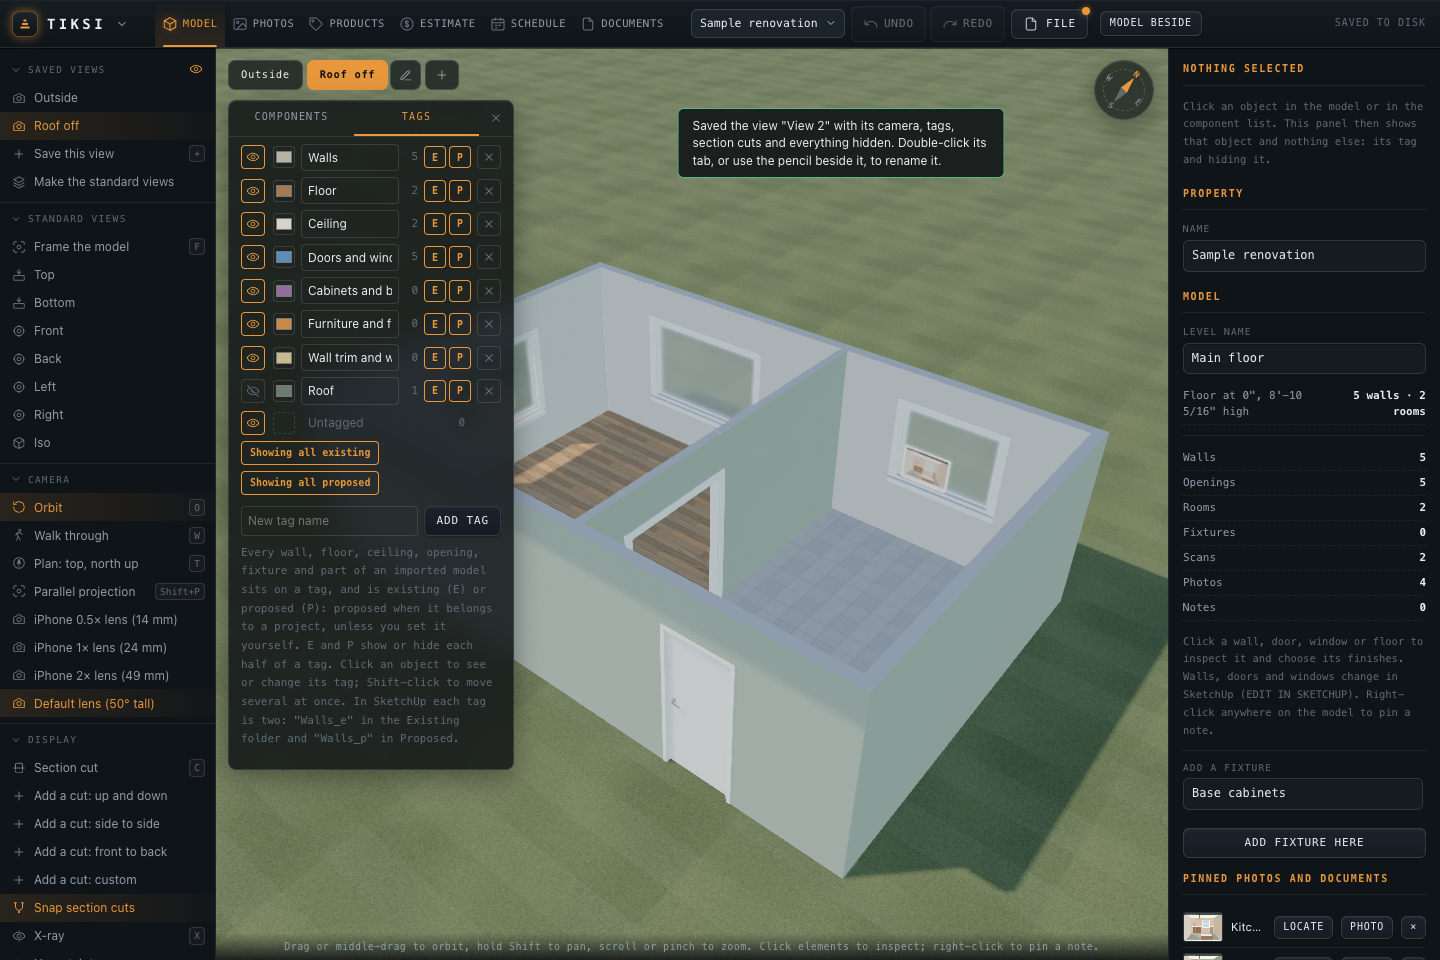 TIKSI
MODEL
PHOTOS
PRODUCTS
ESTIMATE
SCHEDULE
DOCUMENTS
Sample renovation
UNDO
REDO
FILE
MODEL BESIDE
SAVED TO DISK
SAVED VIEWS
Outside
Roof off
Save this view +
Make the standard views
STANDARD VIEWS
Frame the model F
Top
Bottom
Front
Back
Left
Right
Iso
CAMERA
Orbit O
Walk through W
Plan: top, north up T
Parallel projection Shift+P
iPhone 0.5× lens (14 mm)
iPhone 1× lens (24 mm)
iPhone 2× lens (49 mm)
Default lens (50° tall)
DISPLAY
Section cut C
Add a cut: up and down
Add a cut: side to side
Add a cut: front to back
Add a cut: custom
Snap section cuts
X-ray X
Outside
Roof off
COMPONENTS
TAGS
Walls 5 E P
Floor 2 E P
Ceiling 2 E P
Doors and wind 5 E P
Cabinets and b 0 E P
Furniture and f 0 E P
Wall trim and w 0 E P
Roof 1 E P
Untagged 0
Showing all existing
Showing all proposed
New tag name
ADD TAG
Every wall, floor, ceiling, opening,
fixture and part of an imported model
sits on a tag, and is existing (E) or
proposed (P): proposed when it belongs
to a project, unless you set it
yourself. E and P show or hide each
half of a tag. Click an object to see
or change its tag; Shift-click to move
several at once. In SketchUp each tag
is two: "Walls_e" in the Existing
folder and "Walls_p" in Proposed.
Saved the view "View 2" with its camera, tags,
section cuts and everything hidden. Double-click its
tab, or use the pencil beside it, to rename it.
N
E
S
W
Drag or middle-drag to orbit, hold Shift to pan, scroll or pinch to zoom. Click elements to inspect; right-click to pin a note.
NOTHING SELECTED
Click an object in the model or in the
component list. This panel then shows
that object and nothing else: its tag
and hiding it.
PROPERTY
NAME
Sample renovation
MODEL
LEVEL NAME
Main floor
Floor at 0", 8'-10 5 walls · 2
5/16" high rooms
Walls 5
Openings 5
Rooms 2
Fixtures 0
Scans 2
Photos 4
Notes 0
Click a wall, door, window or floor to
inspect it and choose its finishes.
Walls, doors and windows change in
SketchUp (EDIT IN SKETCHUP). Right-
click anywhere on the model to pin a
note.
ADD A FIXTURE
Base cabinets
ADD FIXTURE HERE
PINNED PHOTOS AND DOCUMENTS
Kitc... LOCATE PHOTO ×